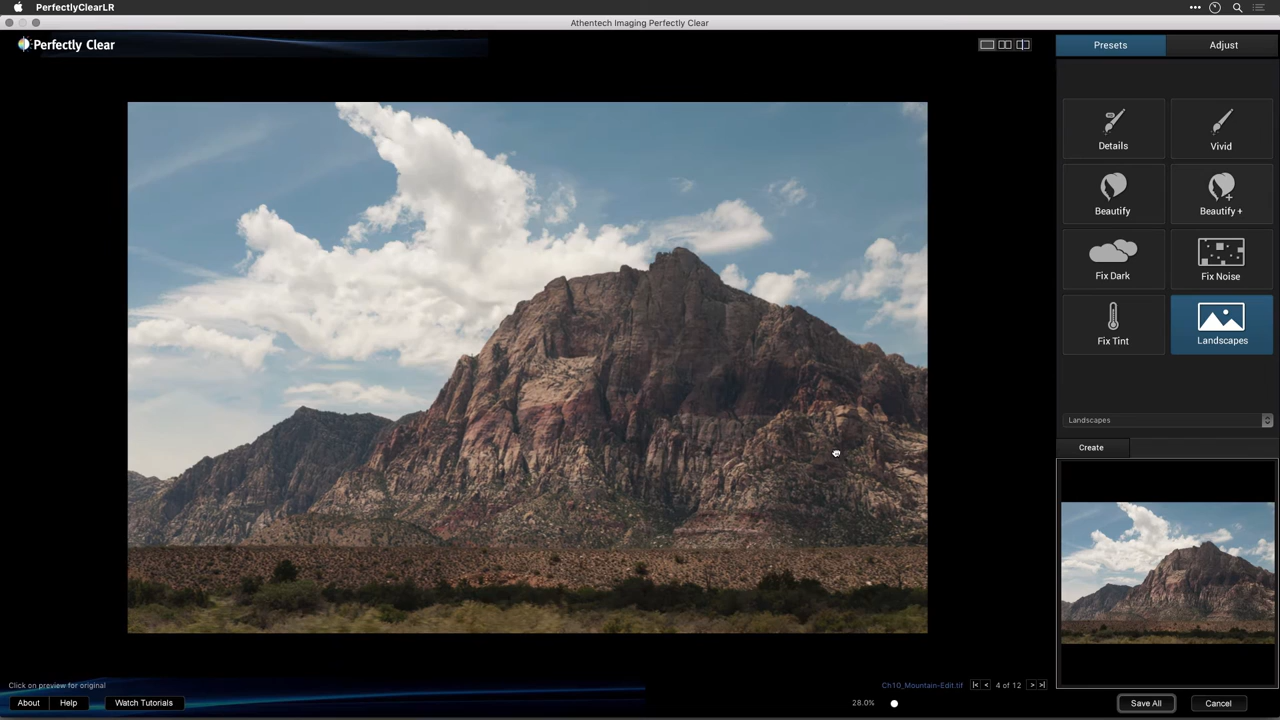 PerfectlyClearLR
Athentech Imaging Perfectly Clear
Perfectly Clear
Presets
Adjust
Details
Vivid
Beautify
Beautify +
Fix Dark
Fix Noise
Fix Tint
Landscapes
Landscapes
Create
Click on preview for original
Ch10_Mountain-Edit.tif
4 of 12
About
Help
Watch Tutorials
28.0%
Save All
Cancel